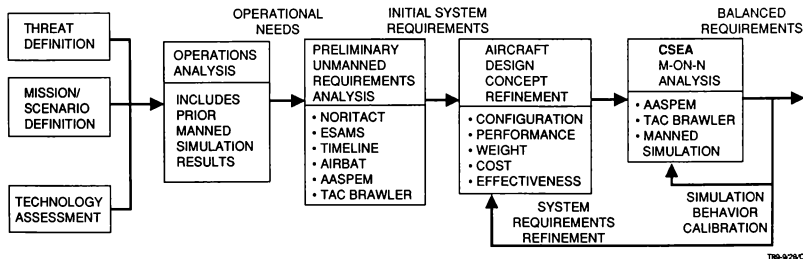 THREAT
DEFINITION
MISSION/
SCENARIO
DEFINITION
TECHNOLOGY
ASSESSMENT
OPERATIONS
ANALYSIS
INCLUDES
PRIOR
MANNED
SIMULATION
RESULTS
OPERATIONAL
NEEDS
PRELIMINARY
UNMANNED
REQUIREMENTS
ANALYSIS
• NORITACT
• ESAMS
• TIMELINE
• AIRBAT
• AASPEM
• TAC BRAWLER
INITIAL SYSTEM
REQUIREMENTS
AIRCRAFT
DESIGN
CONCEPT
REFINEMENT
• CONFIGURATION
• PERFORMANCE
• WEIGHT
• COST
• EFFECTIVENESS
SYSTEM
REQUIREMENTS
REFINEMENT
CSEA
M-ON-N
ANALYSIS
• AASPEM
• TAC BRAWLER
• MANNED
SIMULATION
BALANCED
REQUIREMENTS
SIMULATION
BEHAVIOR
CALIBRATION